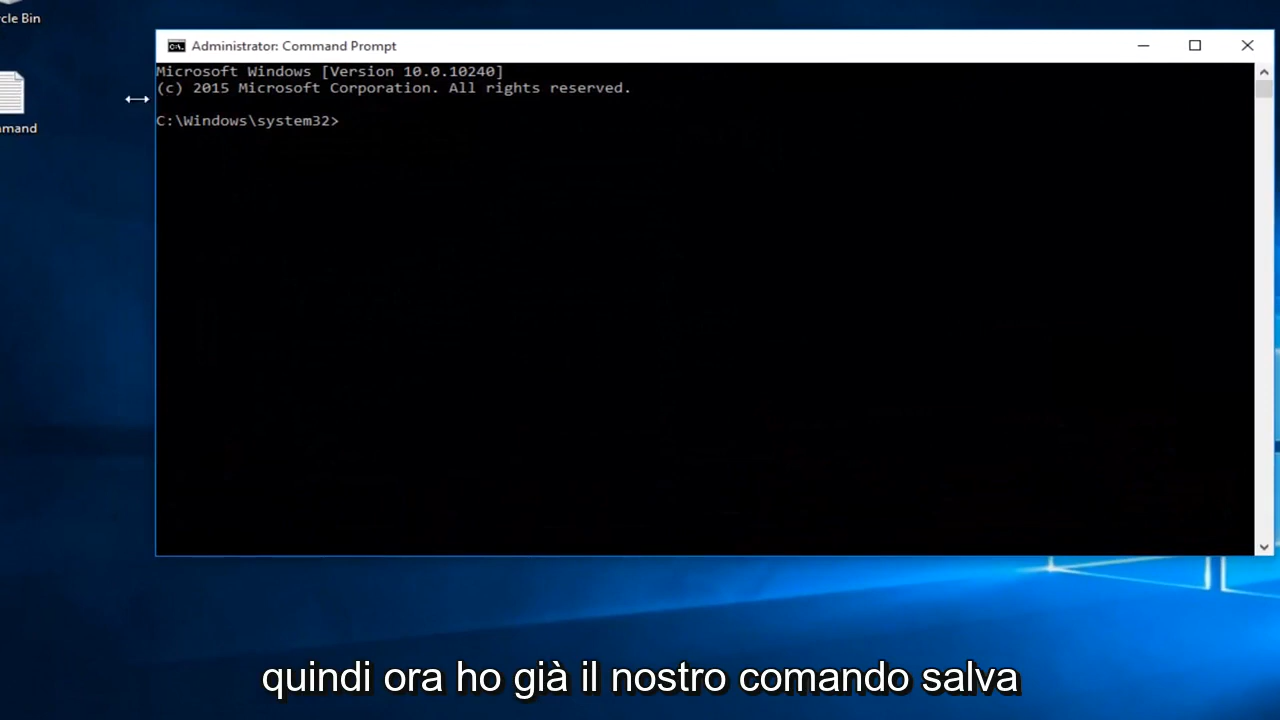 cle Bin
mand
Administrator: Command Prompt
Microsoft Windows [Version 10.0.10240]
(c) 2015 Microsoft Corporation. All rights reserved.
C:\Windows\system32>
quindi ora ho già il nostro comando salva